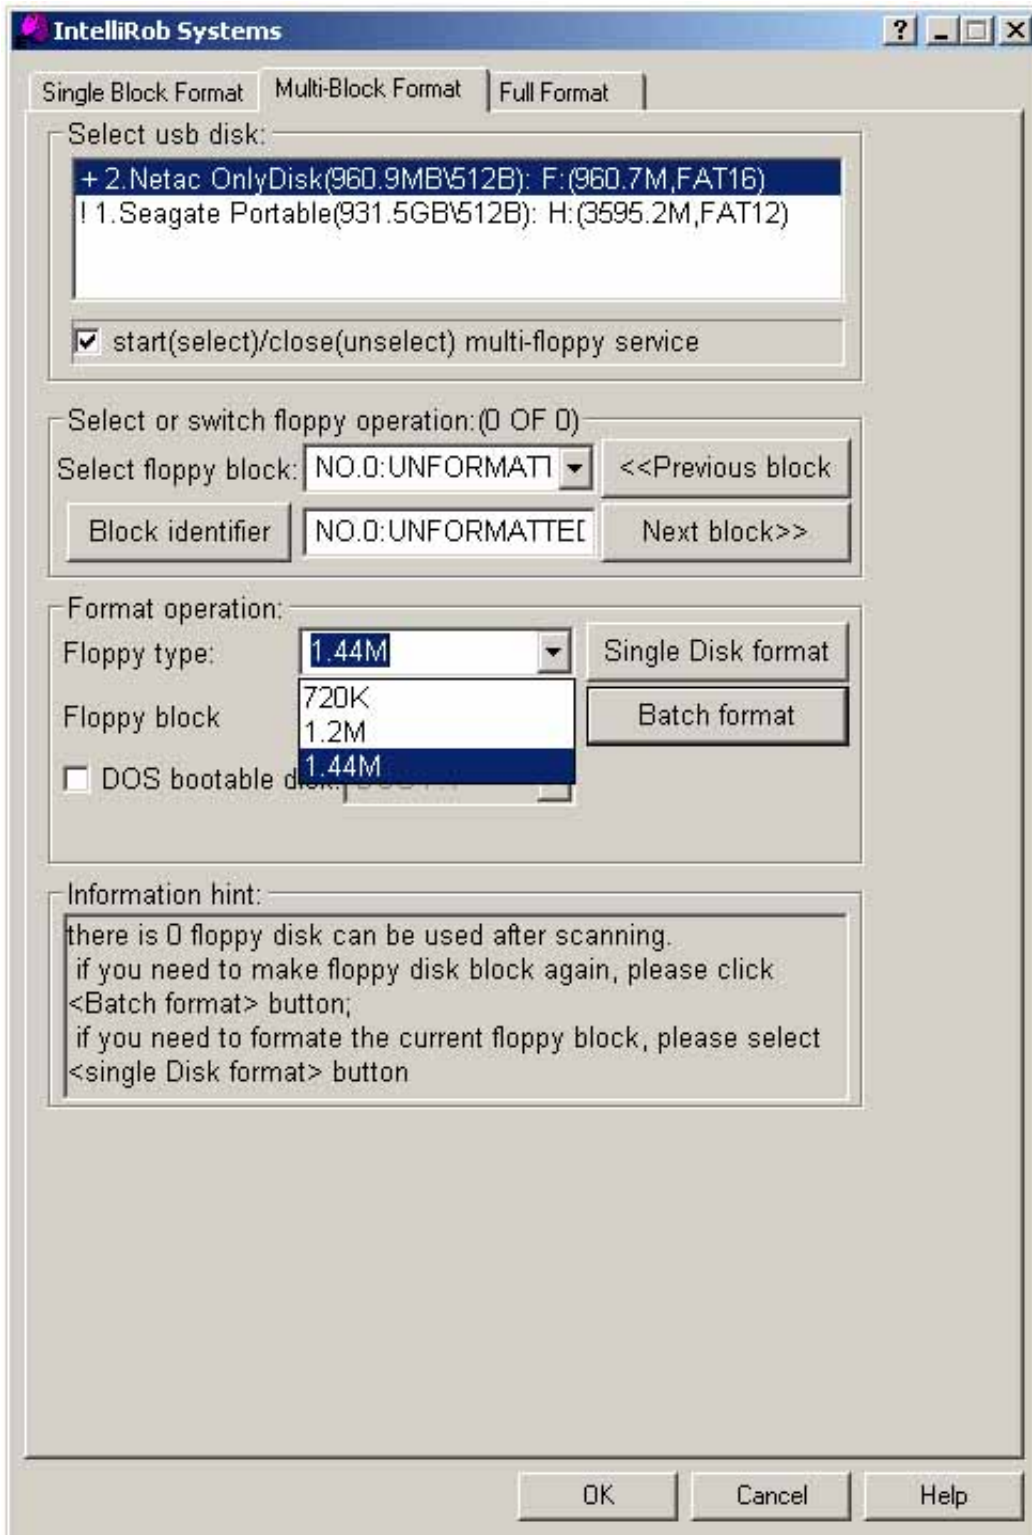 IntelliRob Systems
Single Block Format Multi-Block Format Full Format
Select usb disk:
+ 2.Netac OnlyDisk(960.9MB\512B): F:(960.7M,FAT16)
! 1.Seagate Portable(931.5GB\512B): H:(3595.2M,FAT12)
start(select)/close(unselect) multi-floppy service
Select or switch floppy operation:(0 OF 0)
Select floppy block: NO.0:UNFORMATT <<Previous block
Block identifier NO.0:UNFORMATTED Next block>>
Format operation:
Floppy type: 1.44M Single Disk format
720K
Floppy block 1.2M Batch format
1.44M
DOS bootable disk:
Information hint:
there is 0 floppy disk can be used after scanning.
if you need to make floppy disk block again, please click
<Batch format> button;
if you need to formate the current floppy block, please select
<single Disk format> button
OK Cancel Help